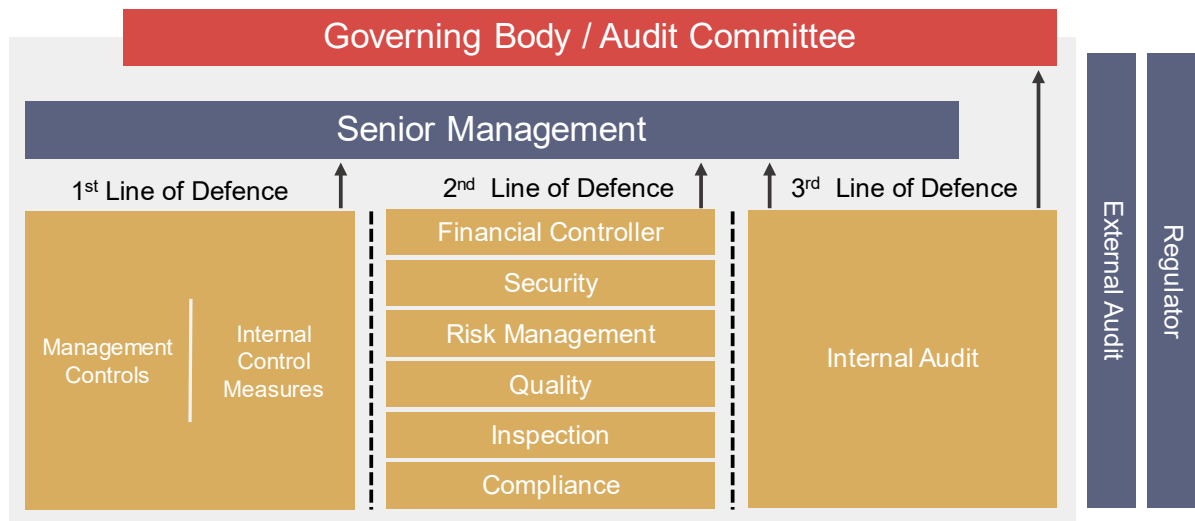 Governing Body / Audit Committee
Senior Management
1st Line of Defence
2nd Line of Defence
3rd Line of Defence
Management
Controls
Internal
Control
Measures
Financial Controller
Security
Risk Management
Quality
Inspection
Compliance
Internal Audit
External Audit
Regulator